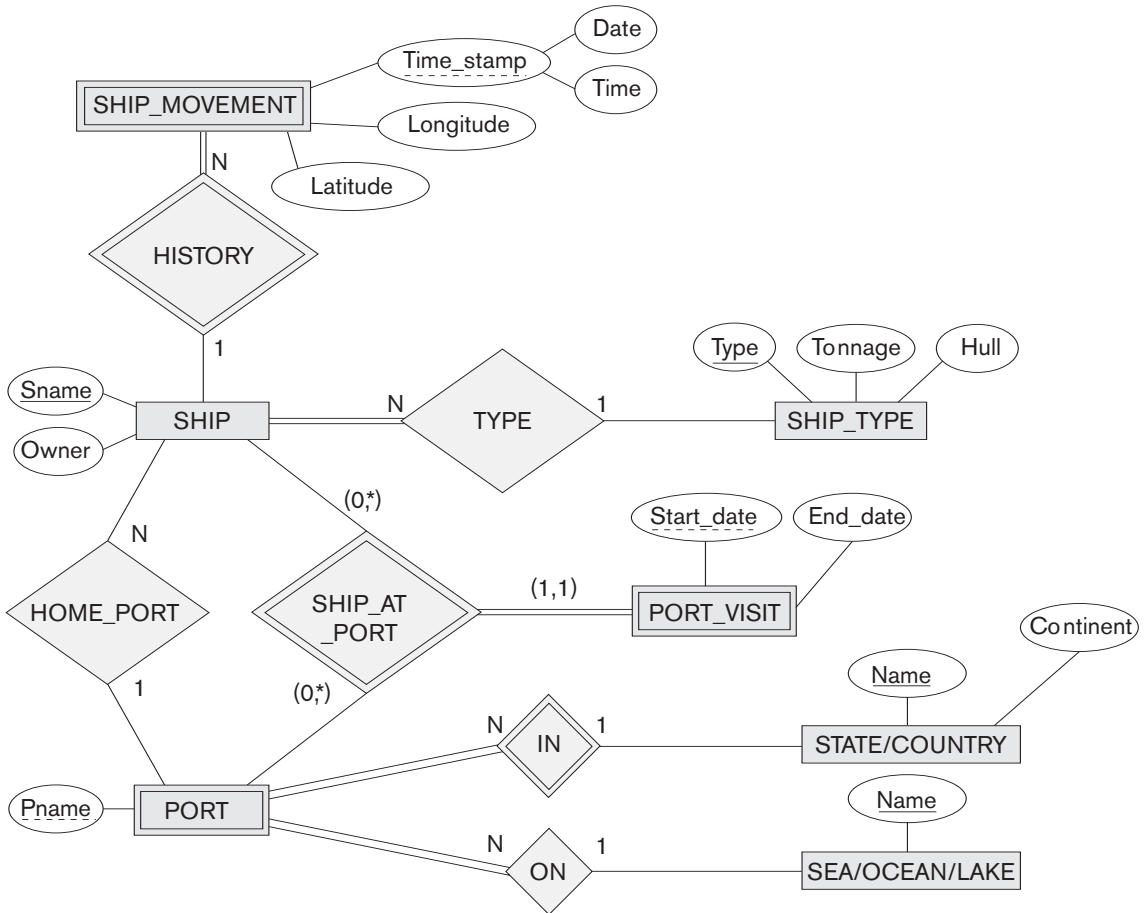 Date
Time_stamp
Time
SHIP_MOVEMENT
Longitude
N
Latitude
HISTORY
1
Type
Tonnage
Hull
Sname
N
1
SHIP
TYPE
SHIP_TYPE
Owner
(0,*)
Start_date
End_date
N
HOME_PORT
SHIP_AT
_PORT
(1,1)
PORT_VISIT
Continent
1
(0,*)
Name
N
1
IN
STATE/COUNTRY
Pname
PORT
Name
N
1
ON
SEA/OCEAN/LAKE